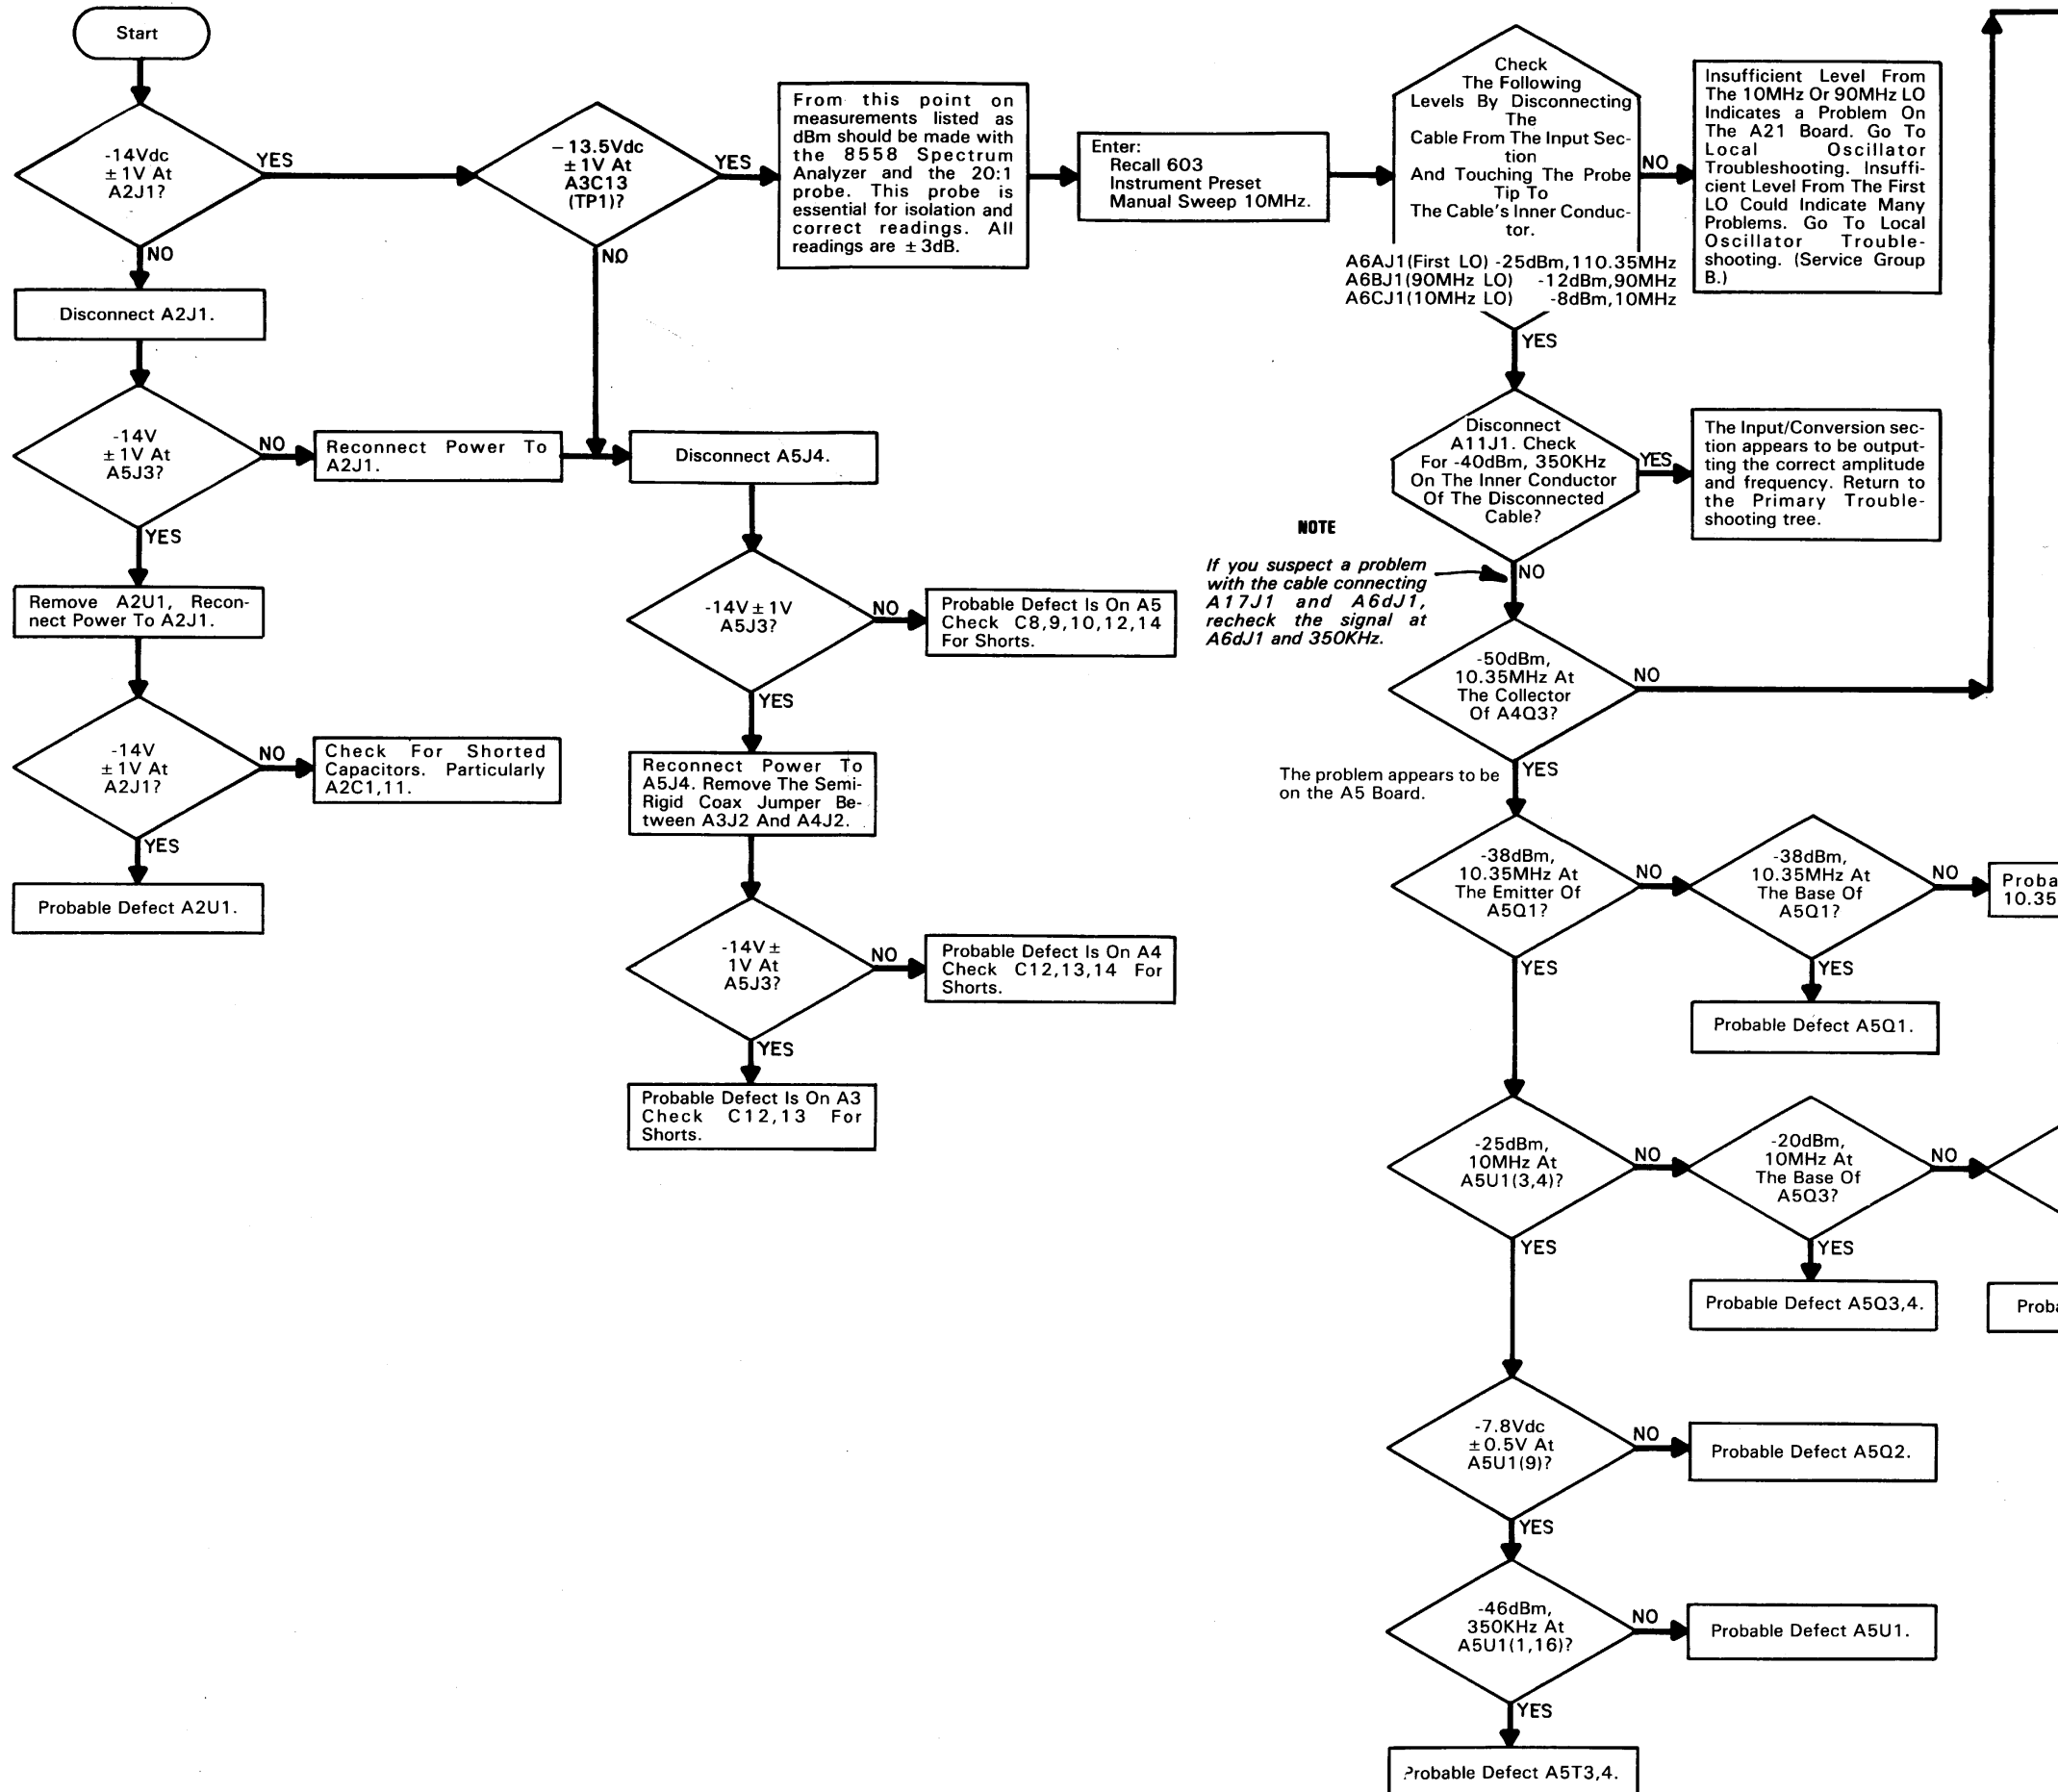 Start
-14Vdc
± 1V At
A2J1?
YES
NO
Disconnect A2J1.
-14V
± 1V At
A5J3?
NO
YES
Reconnect Power To
A2J1.
Remove A2U1, Recon-
nect Power To A2J1.
-14V
± 1V At
A2J1?
NO
YES
Check For Shorted
Capacitors. Particularly
A2C1,11.
Probable Defect A2U1.
-13.5Vdc
± 1V At
A3C13
(TP1)?
YES
NO
Disconnect A5J4.
-14V ± 1V
A5J3?
NO
YES
Probable Defect Is On A5
Check C8,9,10,12,14
For Shorts.
Reconnect Power To
A5J4. Remove The Semi-
Rigid Coax Jumper Be-
tween A3J2 And A4J2.
-14V ±
1V At
A5J3?
NO
YES
Probable Defect Is On A4
Check C12,13,14 For
Shorts.
Probable Defect Is On A3
Check C12,13 For
Shorts.
From this point on
measurements listed as
dBm should be made with
the 8558 Spectrum
Analyzer and the 20:1
probe. This probe is
essential for isolation and
correct readings. All
readings are ± 3dB.
Enter:
Recall 603
Instrument Preset
Manual Sweep 10MHz.
Check
The Following
Levels By Disconnecting
The
Cable From The Input Sec-
tion
And Touching The Probe
Tip To
The Cable's Inner Conduc-
tor.
A6AJ1(First LO) -25dBm,110.35MHz
A6BJ1(90MHz LO) -12dBm,90MHz
A6CJ1(10MHz LO) -8dBm,10MHz
NO
YES
Insufficient Level From
The 10MHz Or 90MHz LO
Indicates a Problem On
The A21 Board. Go To
Local Oscillator
Troubleshooting. Insuffi-
cient Level From The First
LO Could Indicate Many
Problems. Go To Local
Oscillator Trouble-
shooting. (Service Group
B.)
Disconnect
A11J1. Check
For -40dBm, 350KHz
On The Inner Conductor
Of The Disconnected
Cable?
YES
NO
The Input/Conversion sec-
tion appears to be output-
ting the correct amplitude
and frequency. Return to
the Primary Trouble-
shooting tree.
NOTE
If you suspect a problem
with the cable connecting
A17J1 and A6dJ1,
recheck the signal at
A6dJ1 and 350KHz.
-50dBm,
10.35MHz At
The Collector
Of A4Q3?
NO
YES
The problem appears to be
on the A5 Board.
-38dBm,
10.35MHz At
The Emitter Of
A5Q1?
NO
YES
-38dBm,
10.35MHz At
The Base Of
A5Q1?
NO
YES
Proba
10.35
Probable Defect A5Q1.
-25dBm,
10MHz At
A5U1(3,4)?
NO
YES
-20dBm,
10MHz At
The Base Of
A5Q3?
NO
YES
Probable Defect A5Q3,4.
Proba
-7.8Vdc
±0.5V At
A5U1(9)?
NO
YES
Probable Defect A5Q2.
-46dBm,
350KHz At
A5U1(1,16)?
NO
YES
Probable Defect A5U1.
Probable Defect A5T3,4.